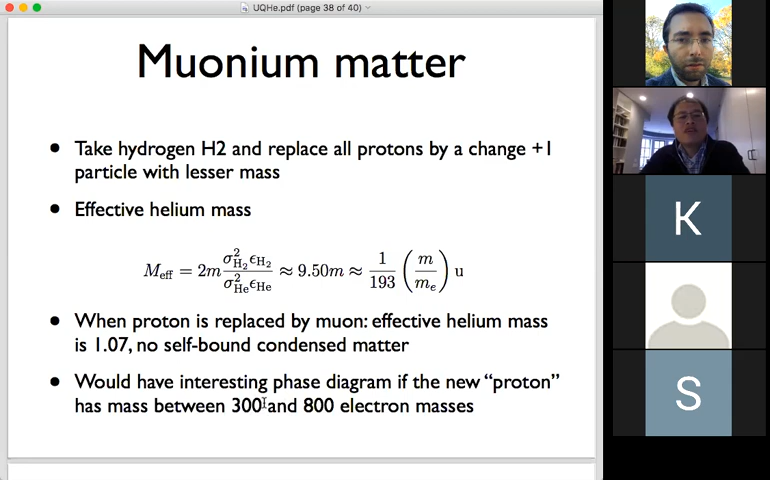 UQHe.pdf (page 38 of 40)
Muonium matter
• Take hydrogen H2 and replace all protons by a change +1
particle with lesser mass
• Effective helium mass
M_eff = 2m σ²_H₂ ϵ_H₂ / σ²_He ϵ_He ≈ 9.50m ≈ 1/193 (m/m_e) u
• When proton is replaced by muon: effective helium mass
is 1.07, no self-bound condensed matter
• Would have interesting phase diagram if the new “proton”
has mass between 300 and 800 electron masses
K
S